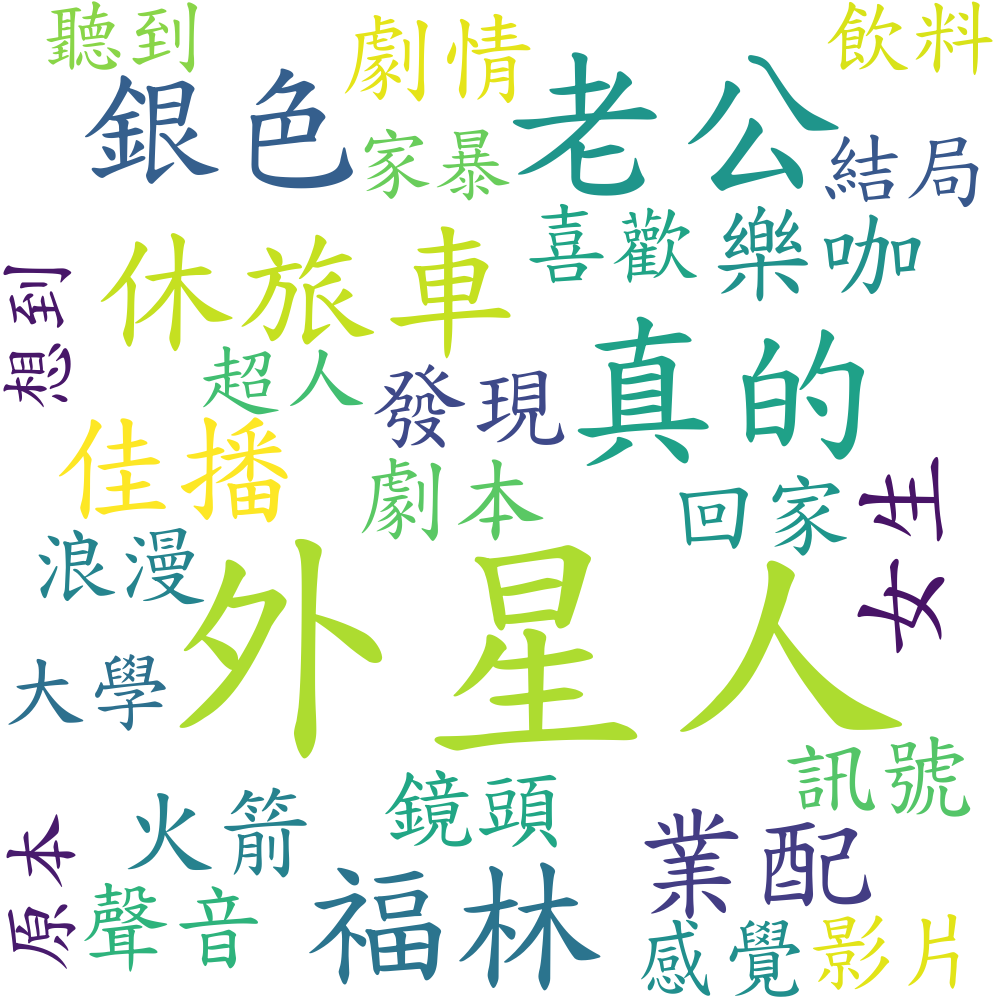 聽到
劇情
飲料
銀色
老公
家暴
結局
喜歡
樂咖
休旅車
想到
超人
發現
真的
佳播
劇本
回家
女生
浪漫
外星人
大學
訊號
鏡頭
火箭
業配
原本
聲音
福林
感覺
影片